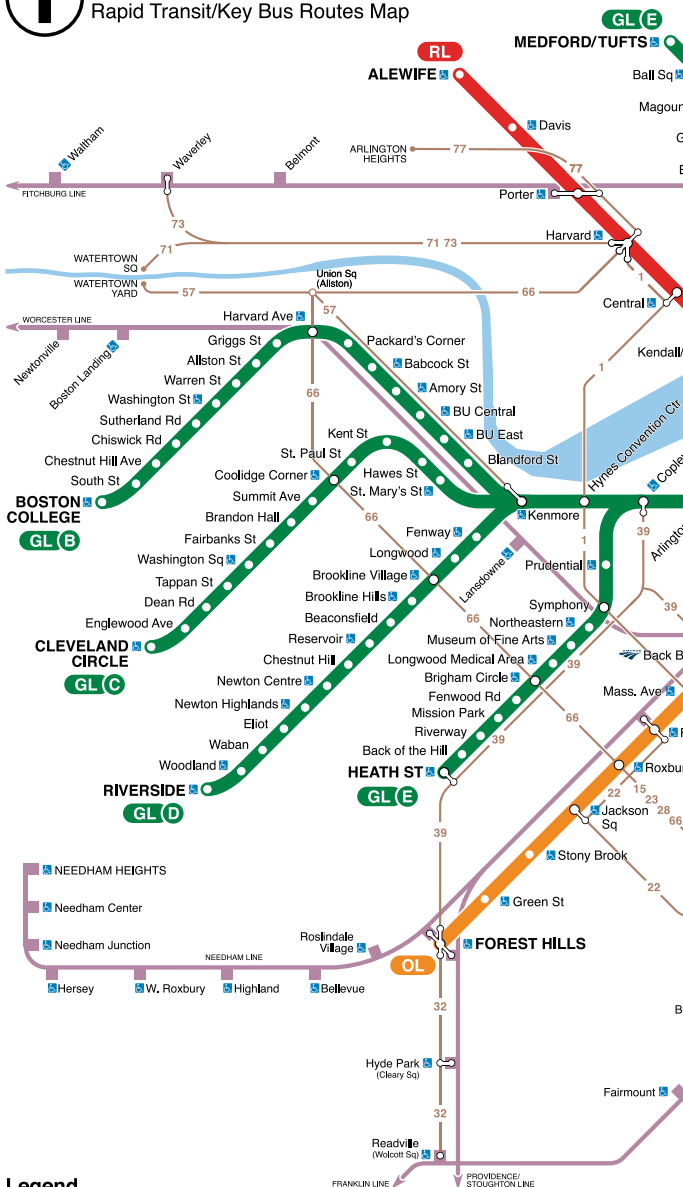 T
Rapid Transit/Key Bus Routes Map
GL E
MEDFORD/TUFTS
RL
ALEWIFE
Ball Sq
Davis
Magoun
ARLINGTON
HEIGHTS
77
77
Waltham
Waverley
Belmont
FITCHBURG LINE
Porter
73
Harvard
71
71 73
WATERTOWN
SQ
WATERTOWN
YARD
57
Union Sq
(Allston)
66
1
Central
WORCESTER LINE
Harvard Ave
57
Newtonville
Boston Landing
Griggs St
Packard's Corner
Kendall/
Allston St
Babcock St
1
Warren St
Amory St
66
Washington St
BU Central
Sutherland Rd
BU East
Chiswick Rd
Kent St
Blandford St
Hynes Convention Ctr
Chestnut Hill Ave
St. Paul St
Hawes St
Copley
South St
Coolidge Corner
St. Mary's St
BOSTON
COLLEGE
GL B
Summit Ave
Kenmore
Brandon Hall
66
Fenway
1
39
Arlington
Fairbanks St
Longwood
Lansdowne
Prudential
Washington Sq
Brookline Village
Tappan St
Brookline Hills
Symphony
39
Dean Rd
Beaconsfield
66
Northeastern
Englewood Ave
Reservoir
Museum of Fine Arts
CLEVELAND
CIRCLE
GL C
Chestnut Hill
Longwood Medical Area
39
Back B
Newton Centre
Brigham Circle
Mass. Ave
Newton Highlands
Fenwood Rd
Eliot
Mission Park
66
Waban
Riverway
39
Woodland
Back of the Hill
RIVERSIDE
GL D
HEATH ST
GL E
Roxbur
22
15
23
28
66
39
Jackson
Sq
Stony Brook
NEEDHAM HEIGHTS
22
Green St
Needham Center
Needham Junction
NEEDHAM LINE
Roslindale
Village
FOREST HILLS
OL
Hersey
W. Roxbury
Highland
Bellevue
32
B
Hyde Park
(Cleary Sq)
Fairmount
32
Readville
(Wolcott Sq)
Legend
FRANKLIN LINE
PROVIDENCE/
STOUGHTON LINE